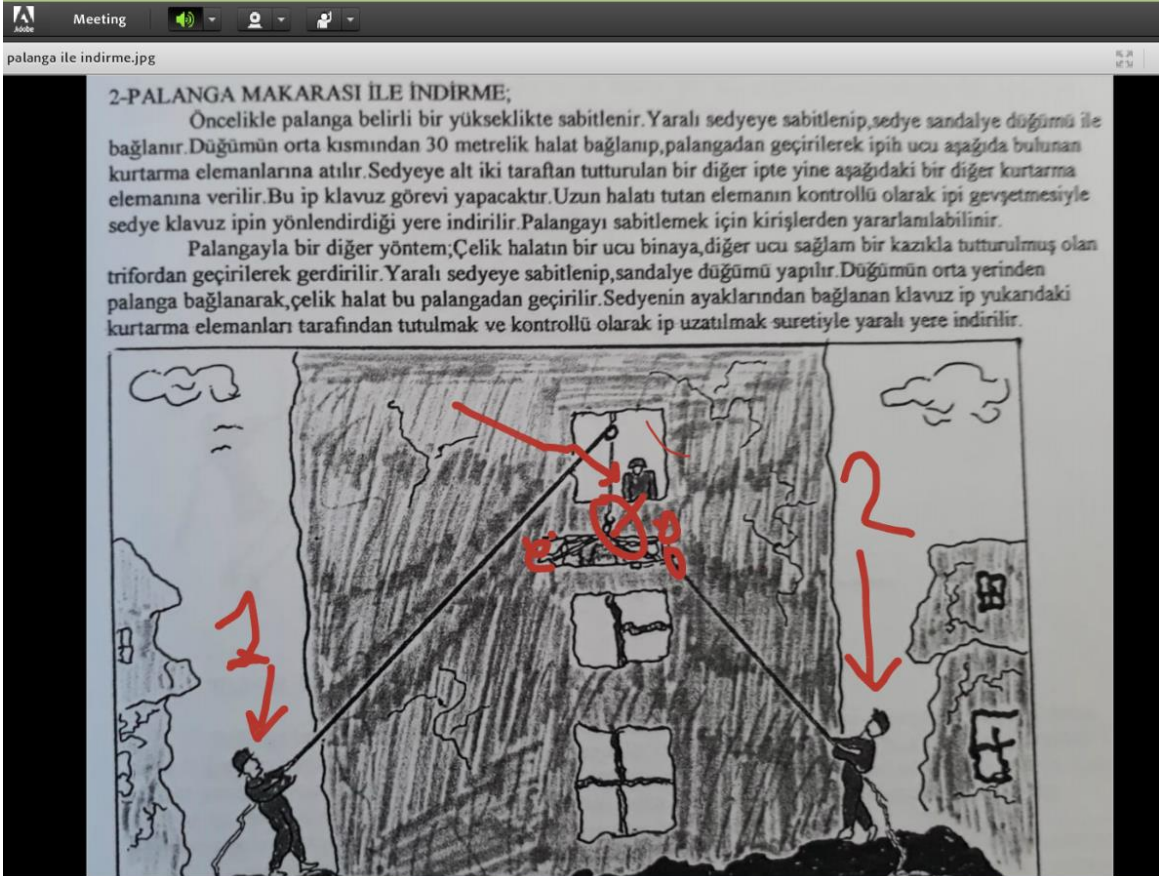 Adobe
Meeting
palanga ile indirme.jpg
2-PALANGA MAKARASI İLE İNDİRME;
Öncelikle palanga belirli bir yükseklikte sabitlenir.Yaralı sedyeye sabitlenip,sedye sandalye düğümü ile
bağlanır.Düğümün orta kısmından 30 metrelik halat bağlanıp,palangadan geçirilerek ipih ucu aşağıda bulunan
kurtarma elemanlarına atılır.Sedyeye alt iki taraftan tutturulan bir diğer ipte yine aşağıdaki bir diğer kurtarma
elemanına verilir.Bu ip klavuz görevi yapacaktır.Uzun halatı tutan elemanın kontrollü olarak ipi gevşetmesiyle
sedye klavuz ipin yönlendirdiği yere indirilir.Palangayı sabitlemek için kirişlerden yararlanılabilinir.
Palangayla bir diğer yöntem;Çelik halatın bir ucu binaya,diğer ucu sağlam bir kazıkla tutturulmuş olan
trifordan geçirilerek gerdirilir.Yaralı sedyeye sabitlenip,sandalye düğümü yapılır.Düğümün orta yerinden
palanga bağlanarak,çelik halat bu palangadan geçirilir.Sedyenin ayaklarından bağlanan klavuz ip yukarıdaki
kurtarma elemanları tarafından tutulmak ve kontrollü olarak ip uzatılmak suretiyle yaralı yere indirilir.
2
1